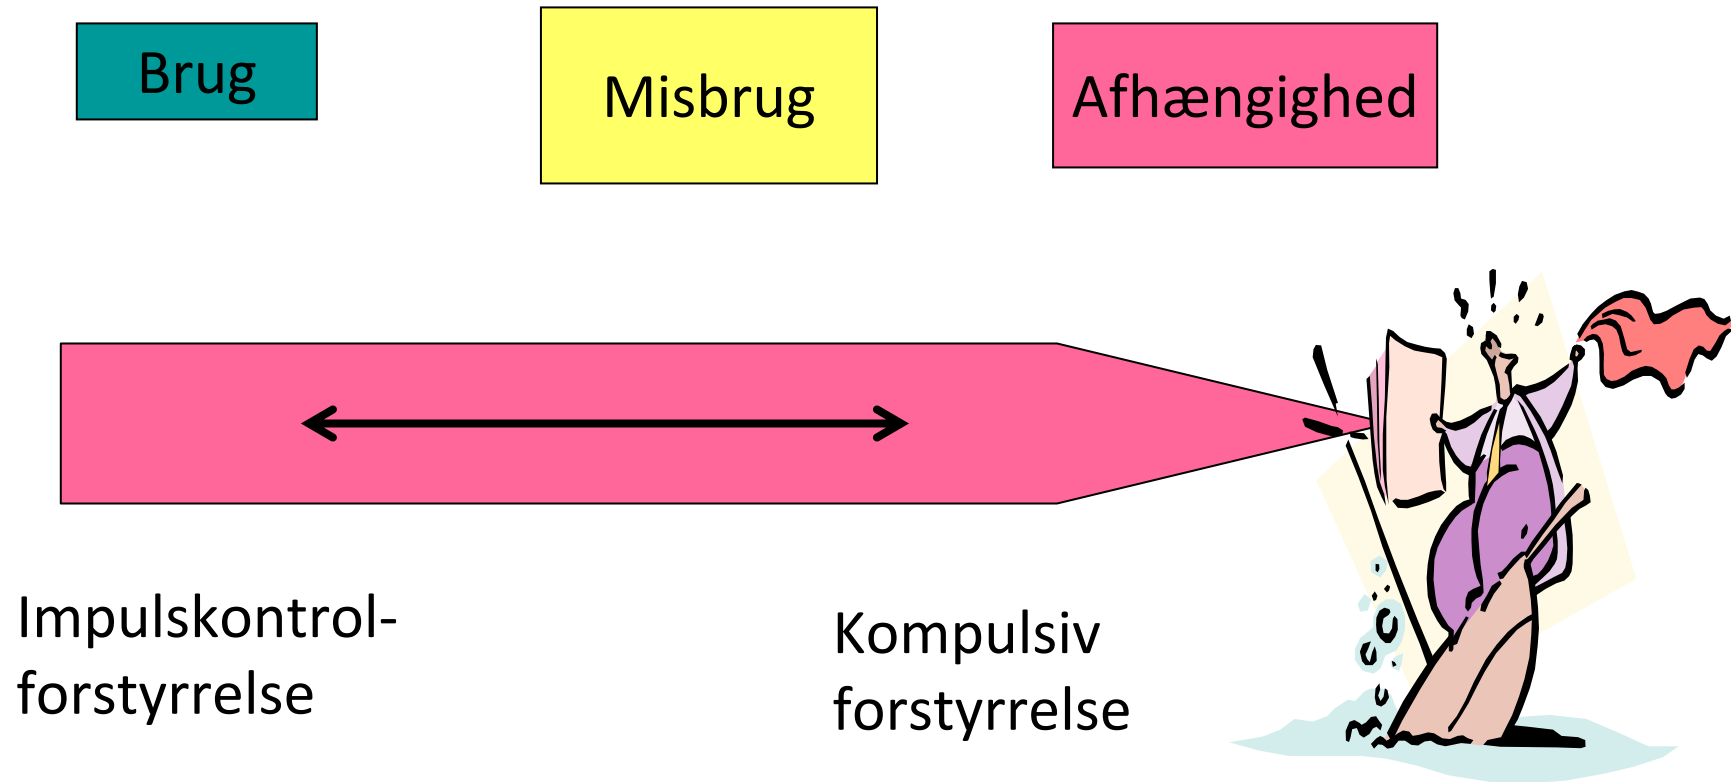 Brug
Misbrug
Afhængighed
Impulskontrol-
forstyrrelse
Kompulsiv
forstyrrelse